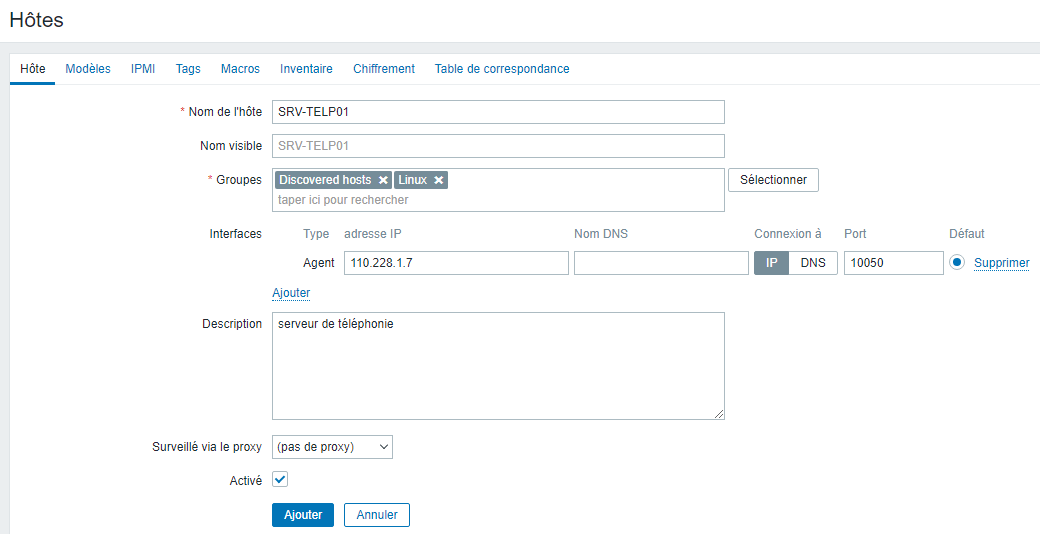 Hôtes
Hôte Modèles IPMI Tags Macros Inventaire Chiffrement Table de correspondance
* Nom de l'hôte SRV-TELP01
Nom visible SRV-TELP01
* Groupes Discovered hosts Linux Sélectionner
taper ici pour rechercher
Interfaces Type adresse IP Nom DNS Connexion à Port Défaut
Agent 110.228.1.7 IP DNS 10050 Supprimer
Ajouter
Description serveur de téléphonie
Surveillé via le proxy (pas de proxy)
Activé
Ajouter Annuler